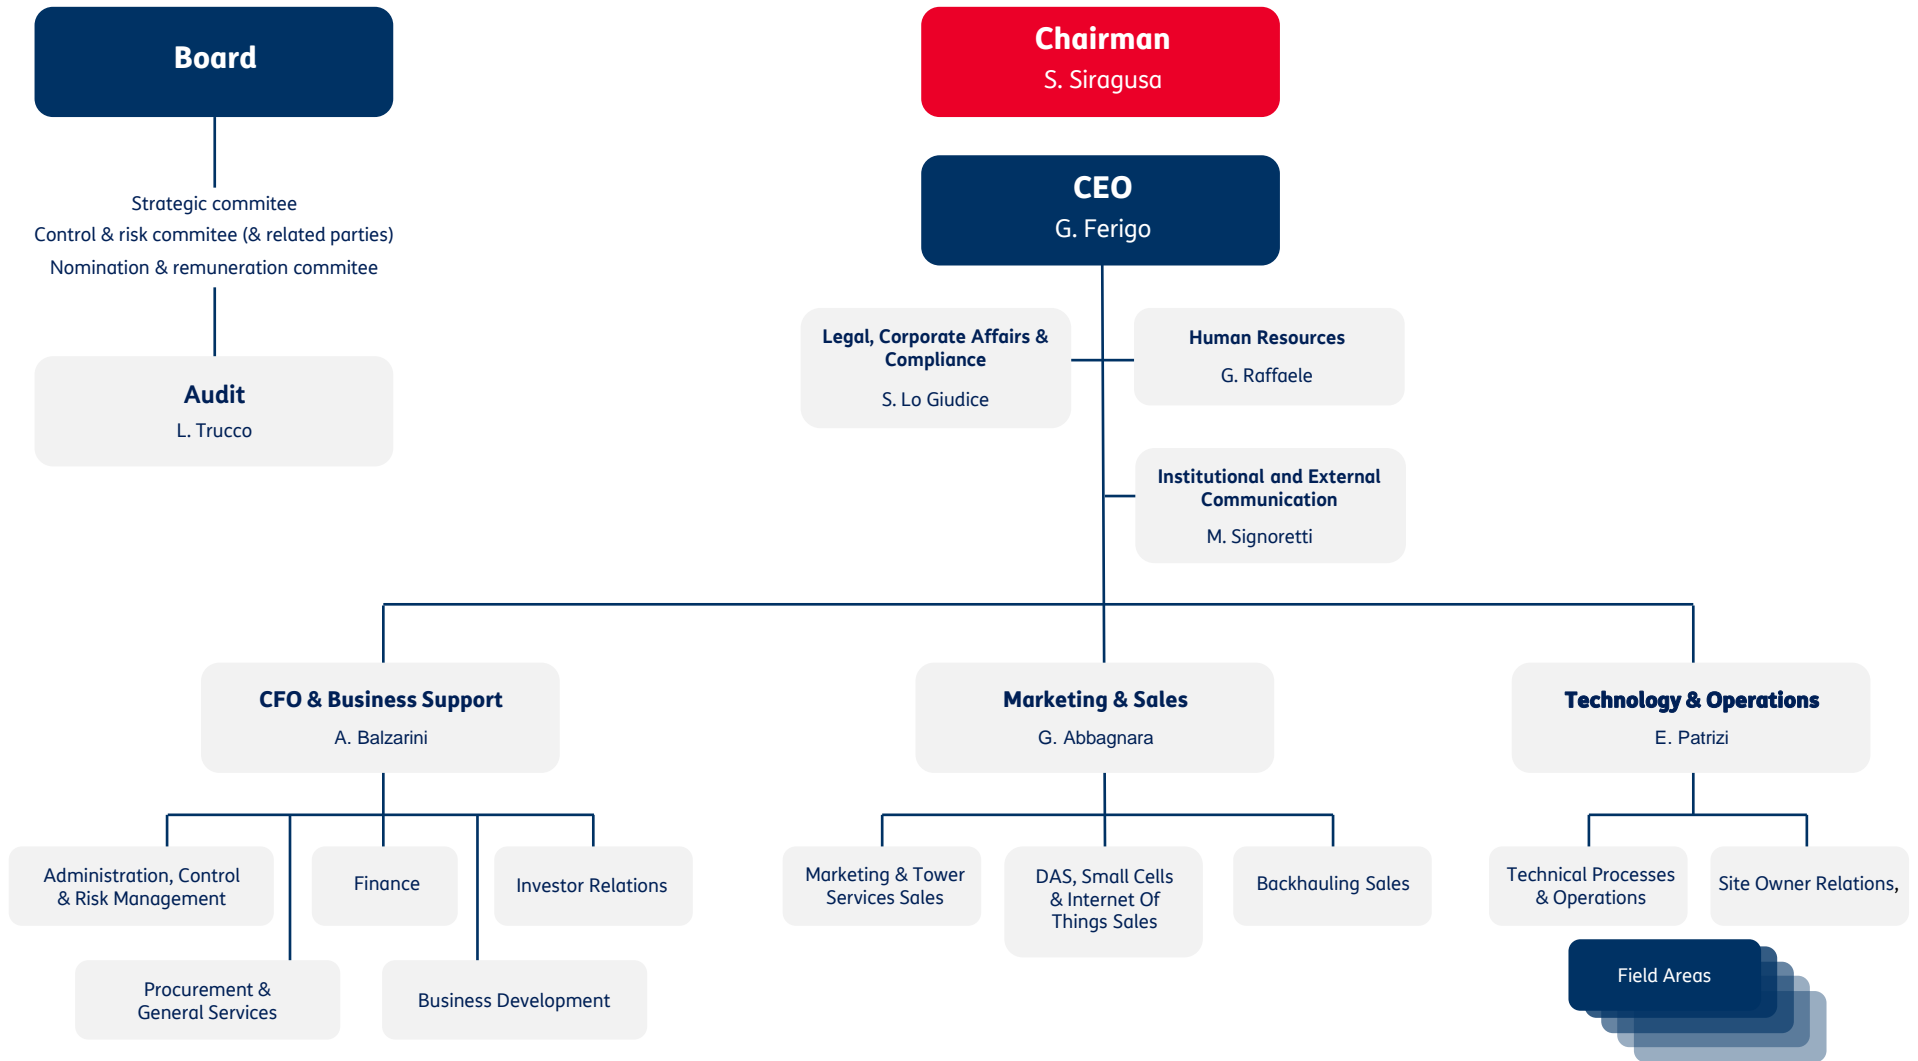 Board
Chairman
S. Siragusa
CEO
G. Ferigo
Strategic commitee
Control & risk commitee (& related parties)
Nomination & remuneration commitee
Audit
L. Trucco
Legal, Corporate Affairs &
Compliance
S. Lo Giudice
Human Resources
G. Raffaele
Institutional and External
Communication
M. Signoretti
CFO & Business Support
A. Balzarini
Marketing & Sales
G. Abbagnara
Technology & Operations
E. Patrizi
Administration, Control
& Risk Management
Finance
Investor Relations
Procurement &
General Services
Business Development
Marketing & Tower
Services Sales
DAS, Small Cells
& Internet Of
Things Sales
Backhauling Sales
Technical Processes
& Operations
Site Owner Relations,
Field Areas